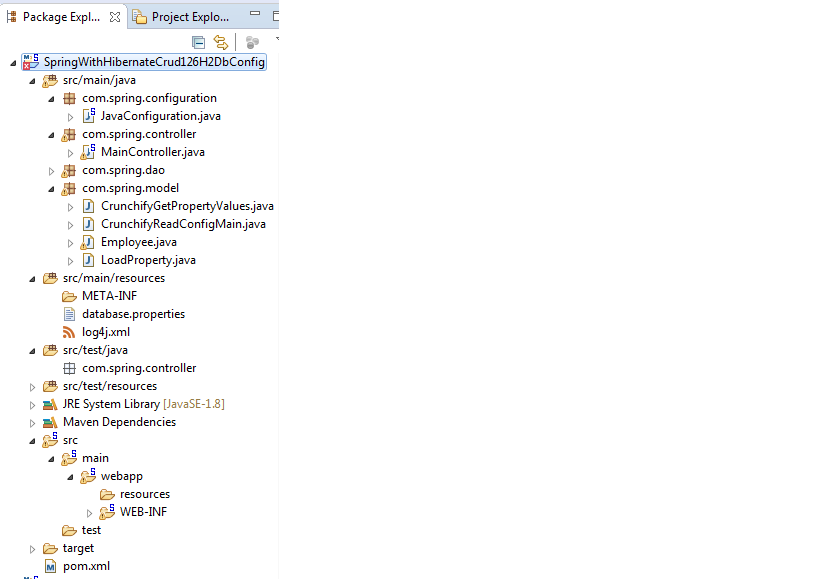 Package Expl... Project Explo...
SpringWithHibernateCrud126H2DbConfig
src/main/java
com.spring.configuration
JavaConfiguration.java
com.spring.controller
MainController.java
com.spring.dao
com.spring.model
CrunchifyGetPropertyValues.java
CrunchifyReadConfigMain.java
Employee.java
LoadProperty.java
src/main/resources
META-INF
database.properties
log4j.xml
src/test/java
com.spring.controller
src/test/resources
JRE System Library [JavaSE-1.8]
Maven Dependencies
src
main
webapp
resources
WEB-INF
test
target
pom.xml